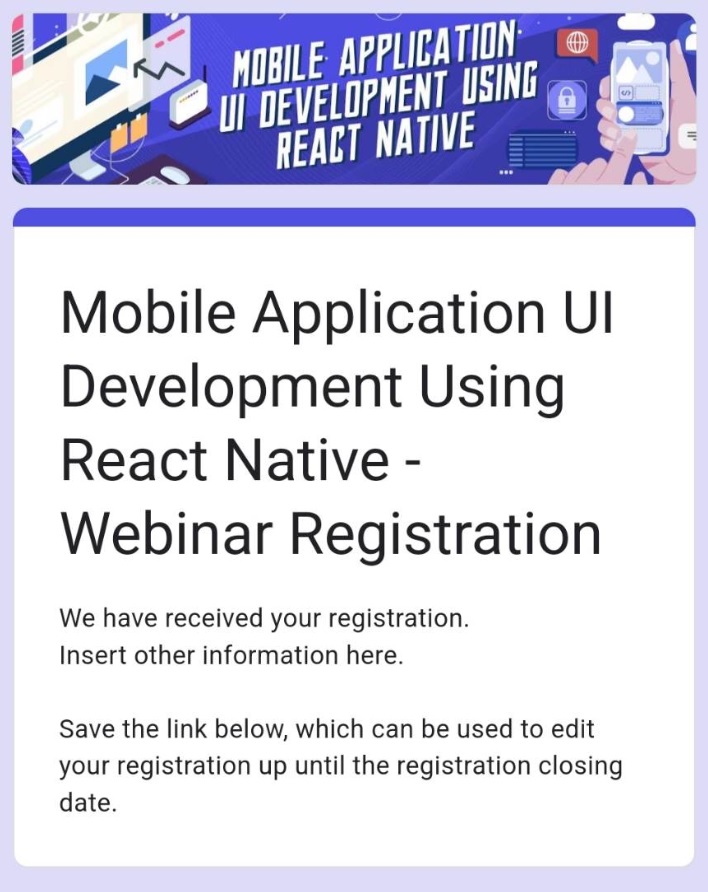 MOBILE APPLICATION
UI DEVELOPMENT USING
REACT NATIVE
Mobile Application UI
Development Using
React Native -
Webinar Registration
We have received your registration.
Insert other information here.
Save the link below, which can be used to edit
your registration up until the registration closing
date.